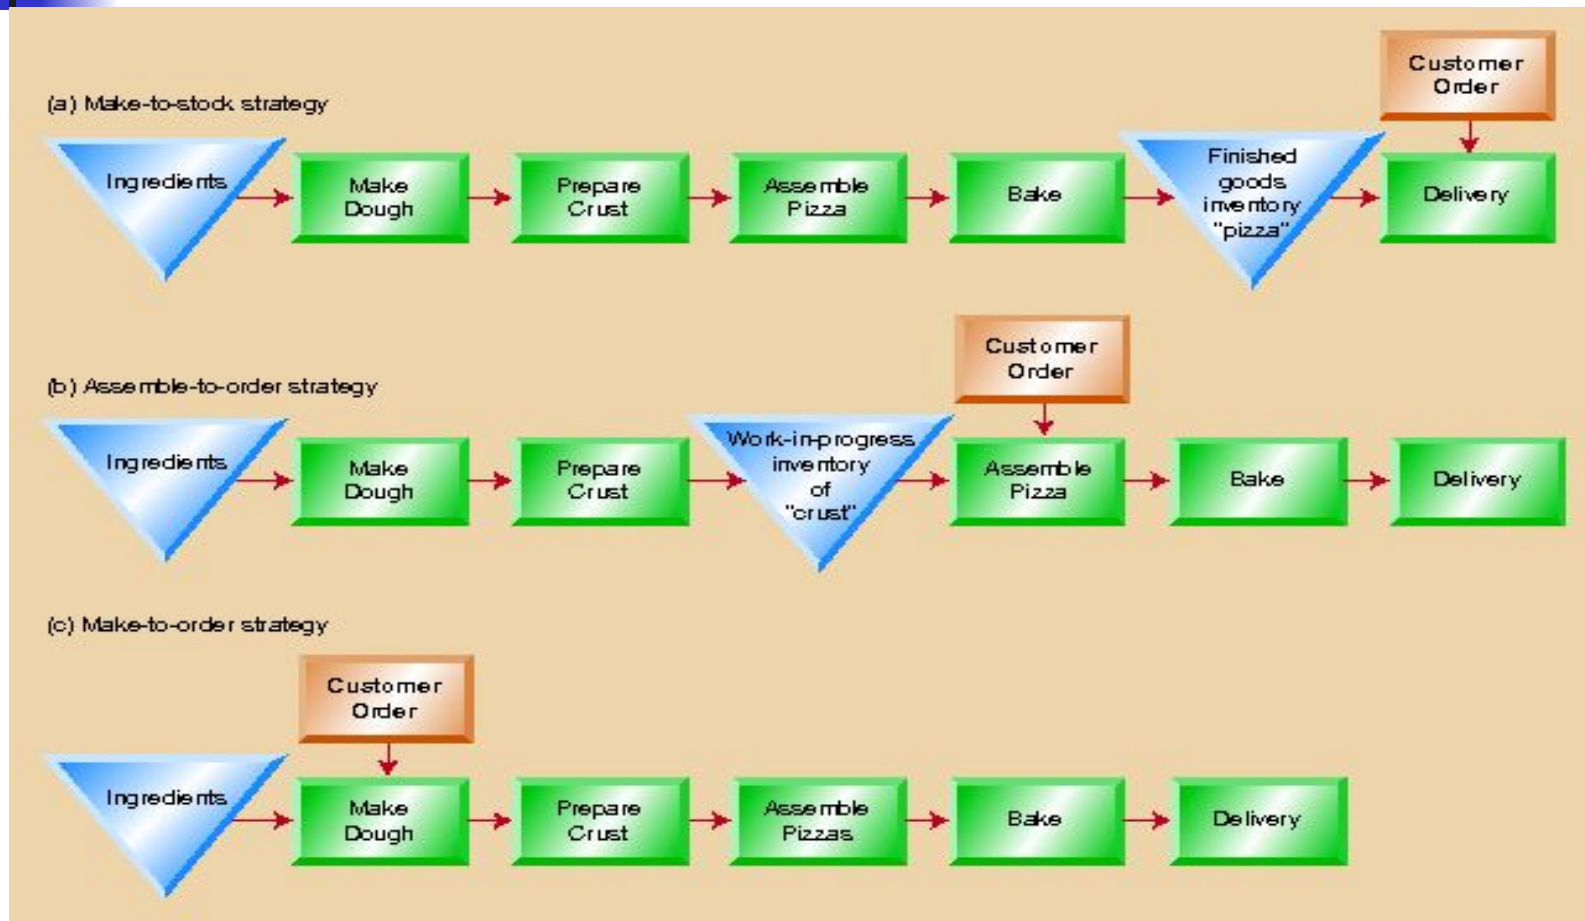 (a) Make-to-stock strategy
Customer
Order
Ingredients
Make
Dough
Prepare
Crust
Assemble
Pizza
Bake
Finished
goods
inventory
"pizza"
Delivery
(b) Assemble-to-order strategy
Customer
Order
Ingredients
Make
Dough
Prepare
Crust
Work-in-progress
inventory
of
"crust"
Assemble
Pizza
Bake
Delivery
(c) Make-to-order strategy
Customer
Order
Ingredients
Make
Dough
Prepare
Crust
Assemble
Pizzas
Bake
Delivery